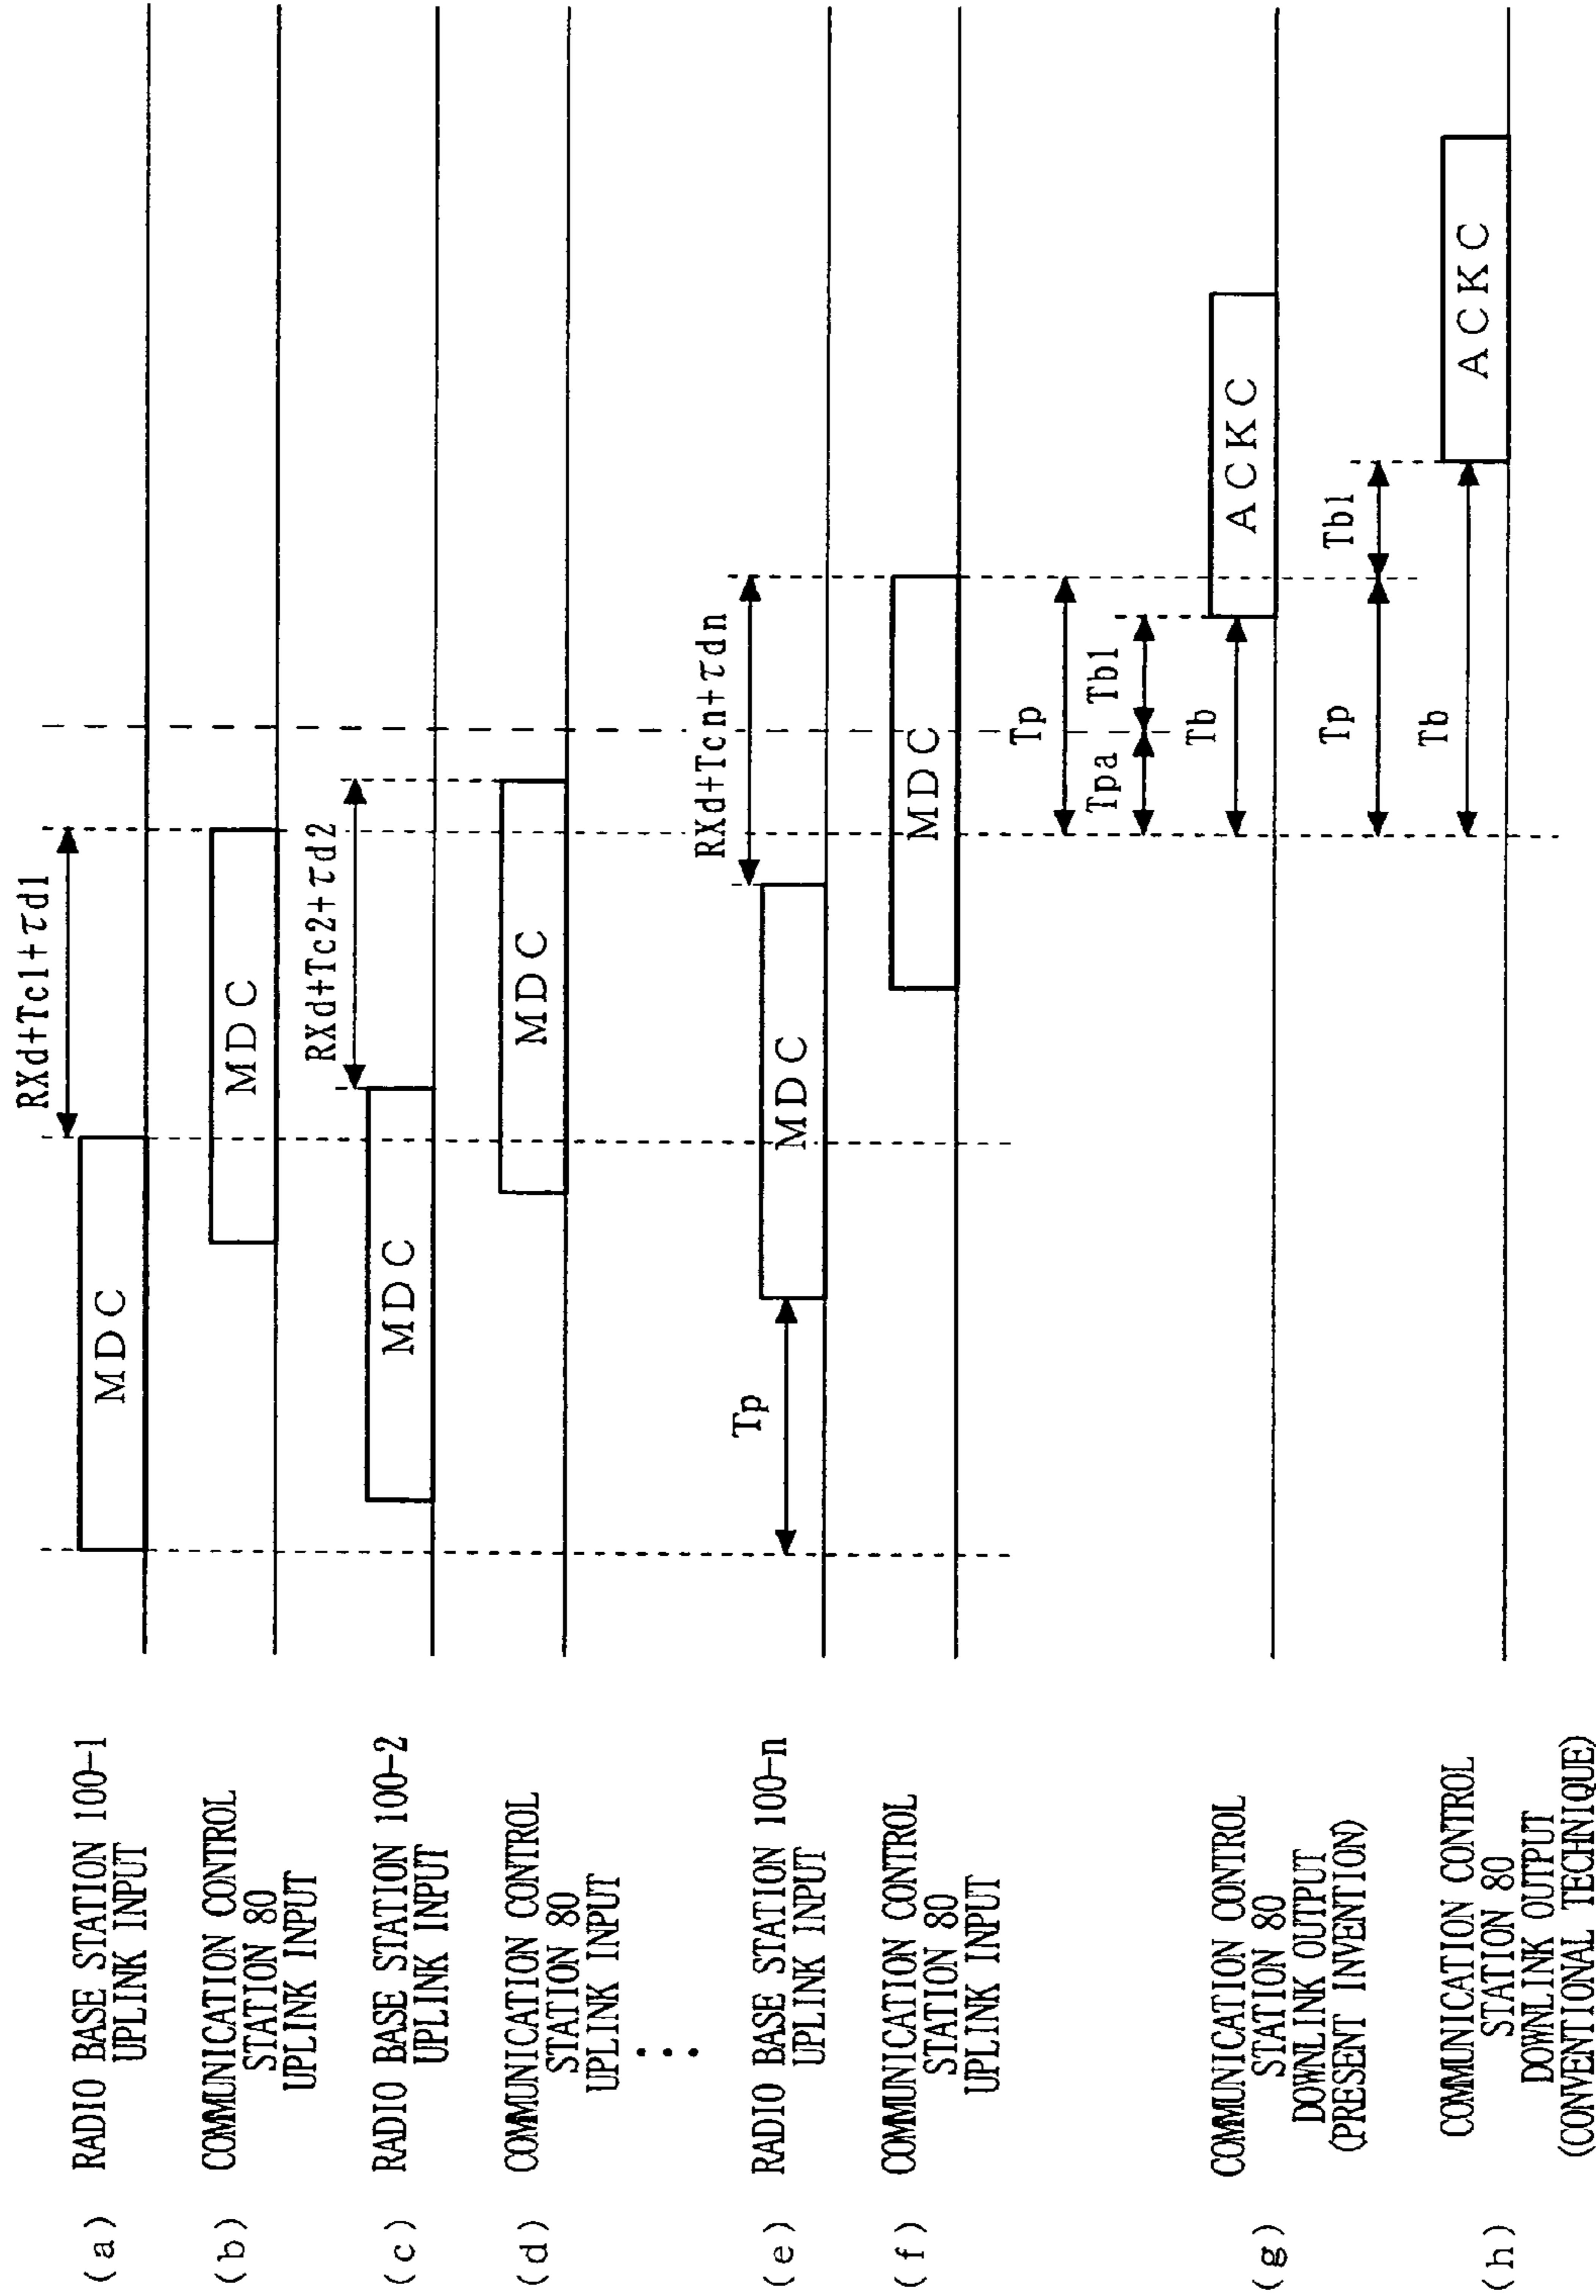 (a) RADIO BASE STATION 100-1
UPLINK INPUT
MDC
RXd+Tc1+τd1
(b) COMMUNICATION CONTROL
STATION 80
UPLINK INPUT
MDC
(c) RADIO BASE STATION 100-2
UPLINK INPUT
MDC
RXd+Tc2+τd2
(d) COMMUNICATION CONTROL
STATION 80
UPLINK INPUT
MDC
(e) RADIO BASE STATION 100-n
UPLINK INPUT
Tp
MDC
RXd+Tcn+τdn
(f) COMMUNICATION CONTROL
STATION 80
UPLINK INPUT
MDC
Tp
Tpa
Tb1
Tb
(g) COMMUNICATION CONTROL
STATION 80
DOWNLINK OUTPUT
(PRESENT INVENTION)
ACKC
Tp
Tb1
Tb
(h) COMMUNICATION CONTROL
STATION 80
DOWNLINK OUTPUT
(CONVENTIONAL TECHNIQUE)
ACKC